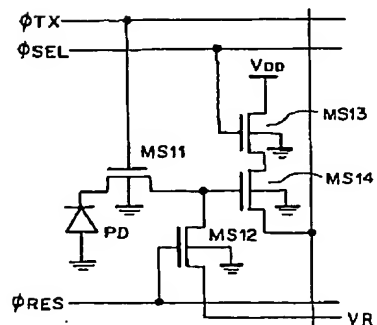 ϕTX
ϕSEL
VDD
MS13
MS11
MS14
PD
MS12
ϕRES
VR